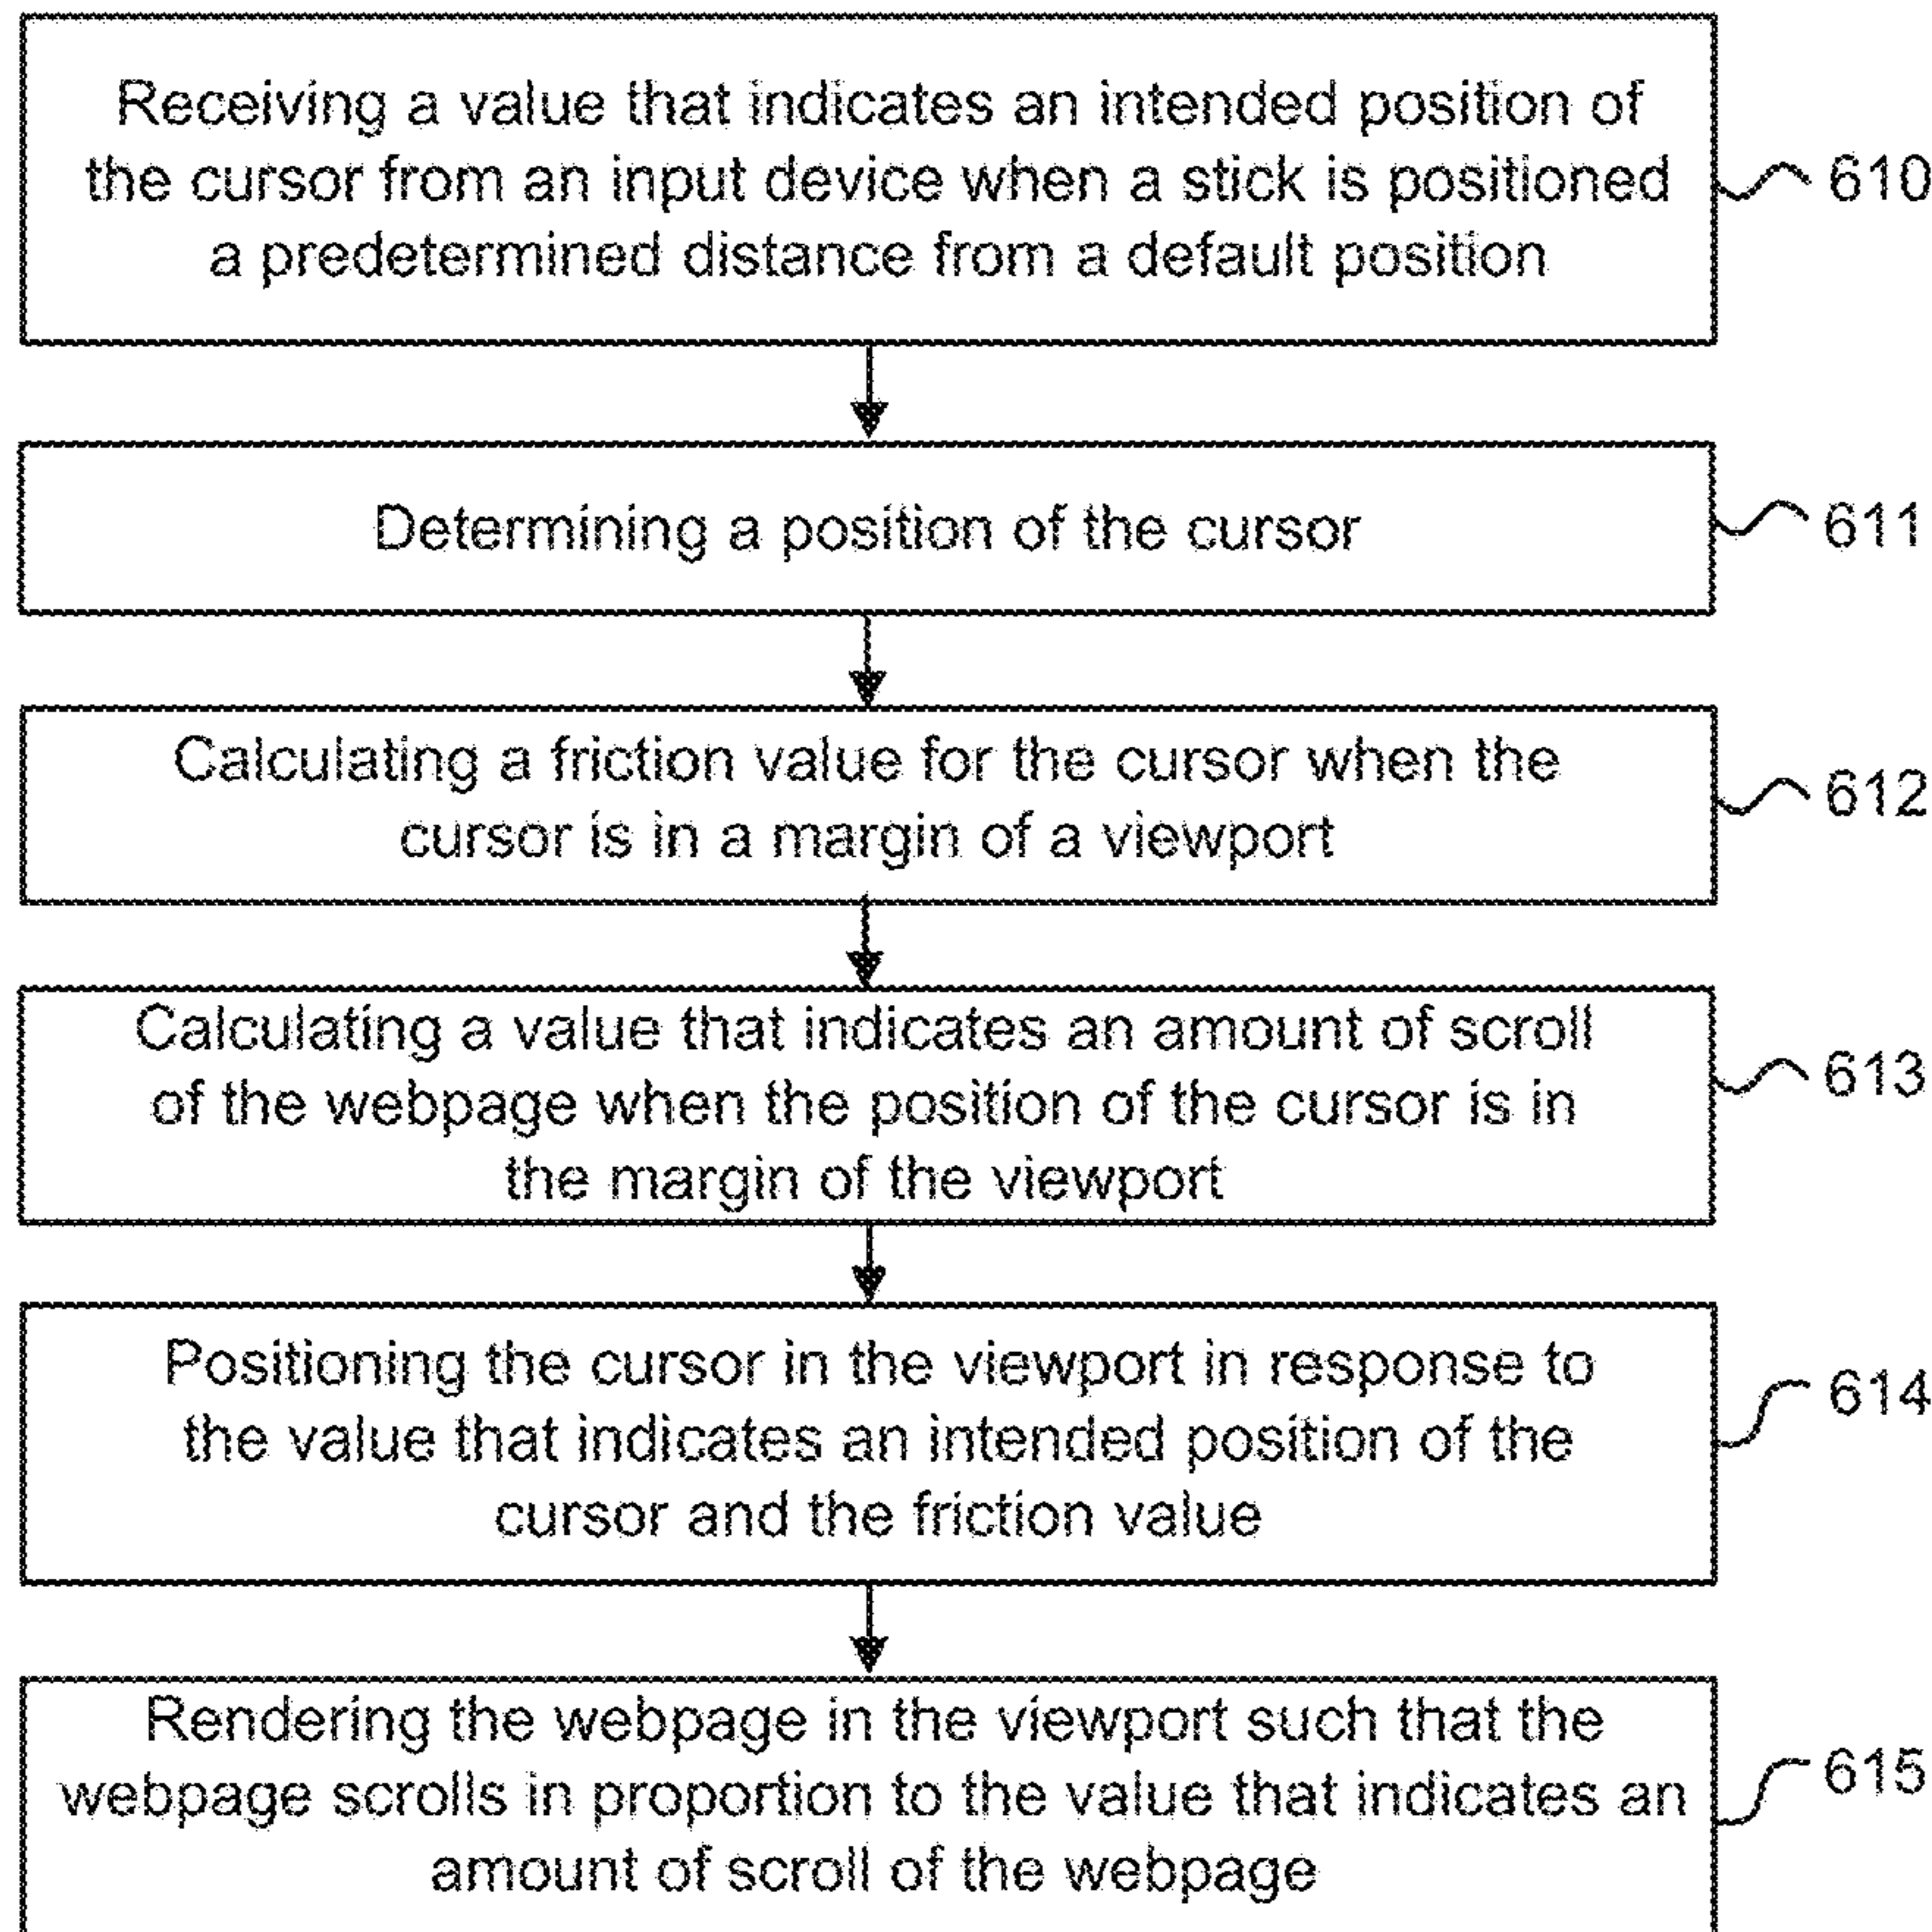 Receiving a value that indicates an intended position of
the cursor from an input device when a stick is positioned
a predetermined distance from a default position
610
Determining a position of the cursor
611
Calculating a friction value for the cursor when the
cursor is in a margin of a viewport
612
Calculating a value that indicates an amount of scroll
of the webpage when the position of the cursor is in
the margin of the viewport
613
Positioning the cursor in the viewport in response to
the value that indicates an intended position of the
cursor and the friction value
614
Rendering the webpage in the viewport such that the
webpage scrolls in proportion to the value that indicates an
amount of scroll of the webpage
615